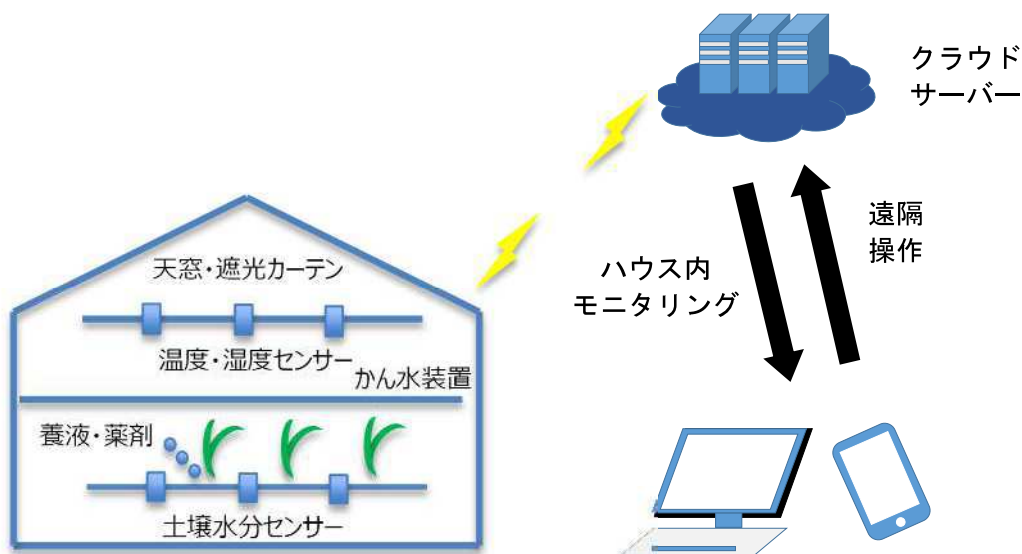 クラウド
サーバー
遠隔
操作
ハウス内
モニタリング
天窓・遮光カーテン
温度・湿度センサー
かん水装置
養液・薬剤
土壌水分センサー